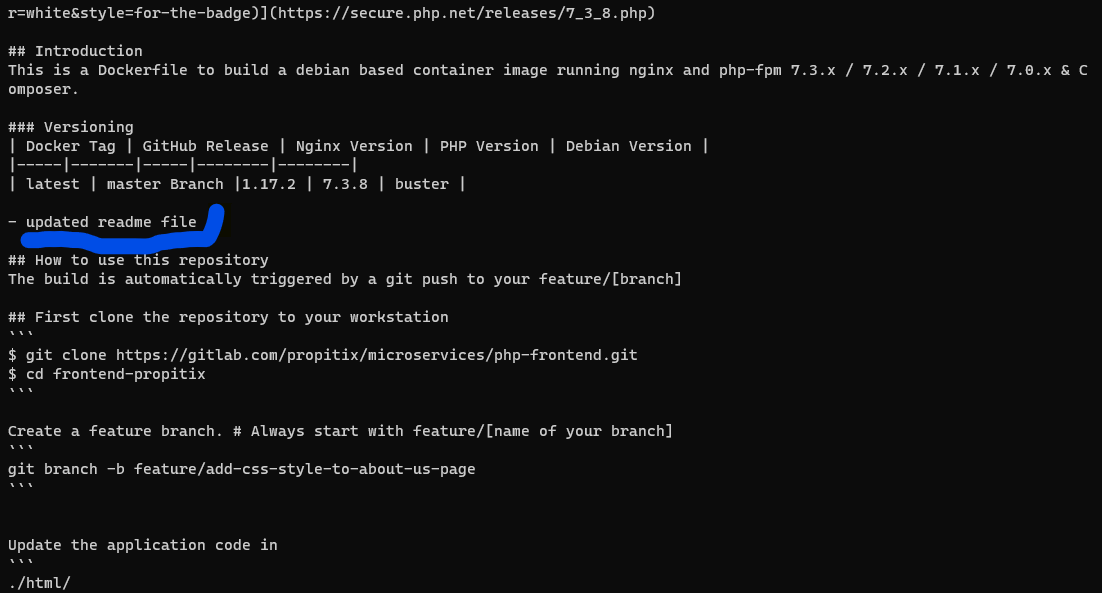 r=white&style=for-the-badge)](https://secure.php.net/releases/7_3_8.php)
## Introduction
This is a Dockerfile to build a debian based container image running nginx and php-fpm 7.3.x / 7.2.x / 7.1.x / 7.0.x & C
omposer.
### Versioning
| Docker Tag | GitHub Release | Nginx Version | PHP Version | Debian Version |
|-----|-------|-----|--------|--------|
| latest | master Branch |1.17.2 | 7.3.8 | buster |
- updated readme file
## How to use this repository
The build is automatically triggered by a git push to your feature/[branch]
## First clone the repository to your workstation
```
$ git clone https://gitlab.com/propitix/microservices/php-frontend.git
$ cd frontend-propitix
```
Create a feature branch. # Always start with feature/[name of your branch]
```
git branch -b feature/add-css-style-to-about-us-page
```
Update the application code in
```
./html/